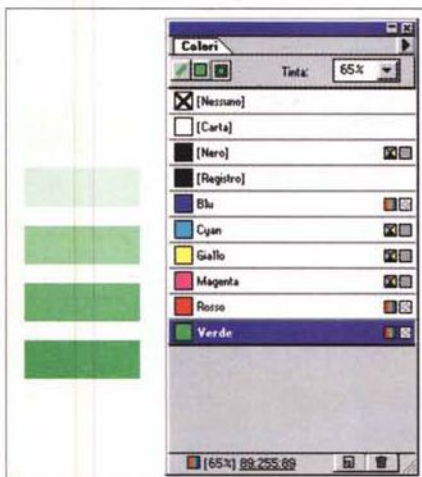 Colori
Tinta: 65%
[Nessuno]
[Carta]
[Nero]
[Registro]
Blu
Cyan
Giallo
Magenta
Rosso
Verde
[65%] 89:255:89